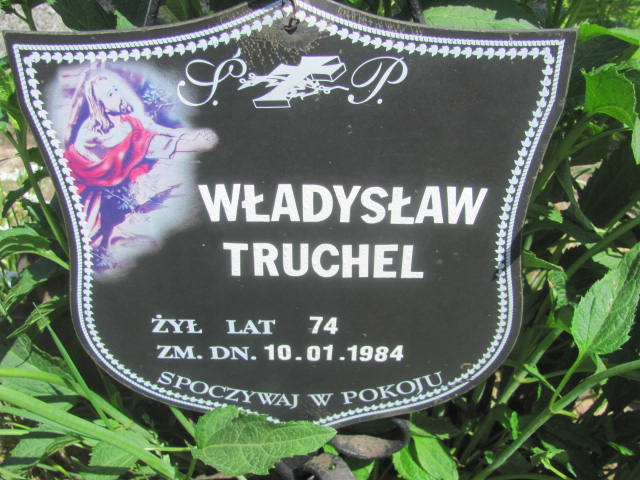 Ś. P.
WŁADYSŁAW
TRUCHEL
ŻYŁ LAT 74
ZM. DN. 10.01.1984
SPOCZYWAJ W POKOJU